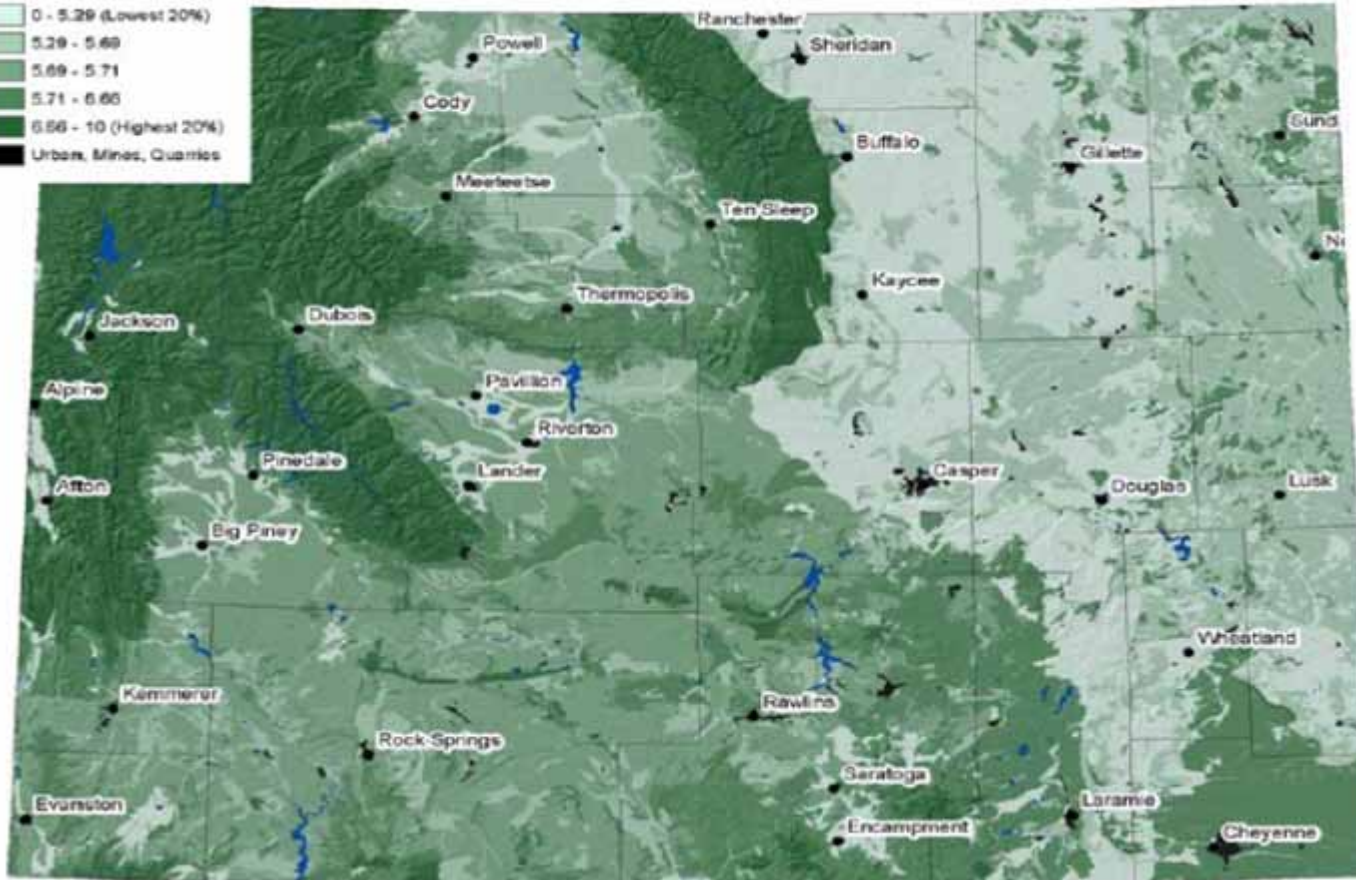 0 - 5.29 (Lowest 20%)
5.29 - 5.69
5.69 - 5.71
5.71 - 6.66
6.66 - 10 (Highest 20%)
Urban, Mines, Quarries
Ranchester
Powell
Sheridan
Cody
Buffalo
Gillette
Sund
Meeteetse
Ten Sleep
Ne
Kaycee
Thermopolis
Jackson
Dubois
Alpine
Pavillion
Riverton
Pinedale
Lander
Casper
Afton
Douglas
Lusk
Big Piney
Wheatland
Kemmerer
Rawlins
Rock Springs
Saratoga
Evanston
Laramie
Encampment
Cheyenne